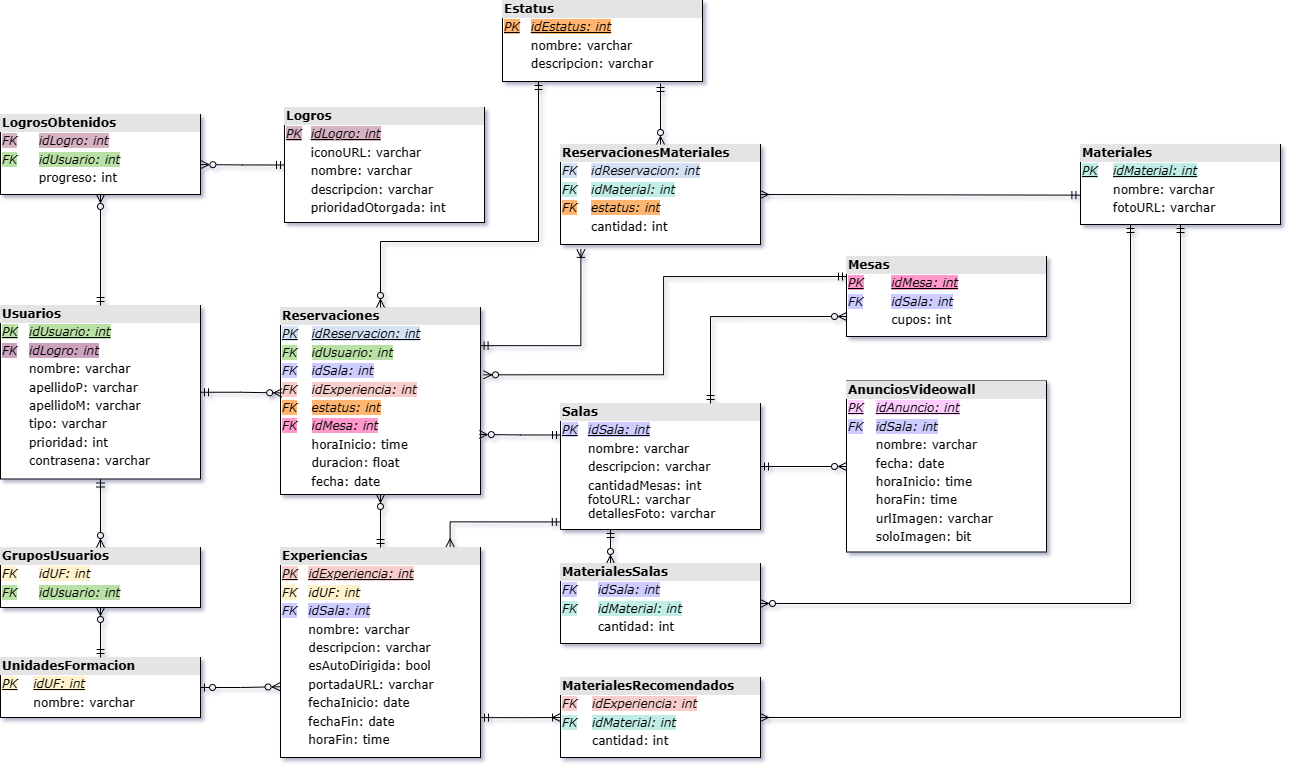 Estatus
PK idEstatus: int
nombre: varchar
descripcion: varchar
LogrosObtenidos
FK idLogro: int
FK idUsuario: int
progreso: int
Logros
PK idLogro: int
iconoURL: varchar
nombre: varchar
descripcion: varchar
prioridadOtorgada: int
ReservacionesMateriales
FK idReservacion: int
FK idMaterial: int
FK estatus: int
cantidad: int
Materiales
PK idMaterial: int
nombre: varchar
fotoURL: varchar
Mesas
PK idMesa: int
FK idSala: int
cupos: int
Usuarios
PK idUsuario: int
FK idLogro: int
nombre: varchar
apellidoP: varchar
apellidoM: varchar
tipo: varchar
prioridad: int
contrasena: varchar
Reservaciones
PK idReservacion: int
FK idUsuario: int
FK idSala: int
FK idExperiencia: int
FK estatus: int
FK idMesa: int
horaInicio: time
duracion: float
fecha: date
Salas
PK idSala: int
nombre: varchar
descripcion: varchar
cantidadMesas: int
fotoURL: varchar
detallesFoto: varchar
AnunciosVideowall
PK idAnuncio: int
FK idSala: int
nombre: varchar
fecha: date
horaInicio: time
horaFin: time
urlImagen: varchar
soloImagen: bit
GruposUsuarios
FK idUF: int
FK idUsuario: int
Experiencias
PK idExperiencia: int
FK idUF: int
FK idSala: int
nombre: varchar
descripcion: varchar
esAutoDirigida: bool
portadaURL: varchar
fechaInicio: date
fechaFin: date
horaFin: time
MaterialesSalas
FK idSala: int
FK idMaterial: int
cantidad: int
UnidadesFormacion
PK idUF: int
nombre: varchar
MaterialesRecomendados
FK idExperiencia: int
FK idMaterial: int
cantidad: int